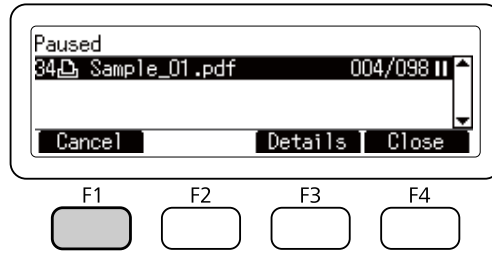 Paused
34 Sample_01.pdf 004/098
Cancel Details Close
F1 F2 F3 F4